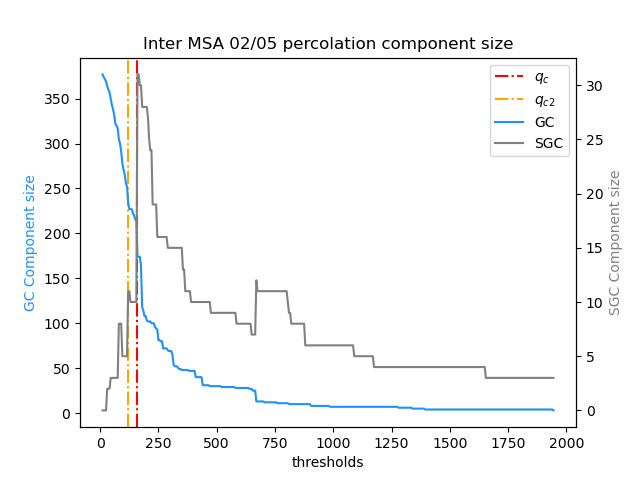 Inter MSA 02/05 percolation component size
q_c
q_c2
GC
SGC
GC Component size
350
300
250
200
150
100
50
0
SGC Component size
30
25
20
15
10
5
0
0 250 500 750 1000 1250 1500 1750 2000
thresholds